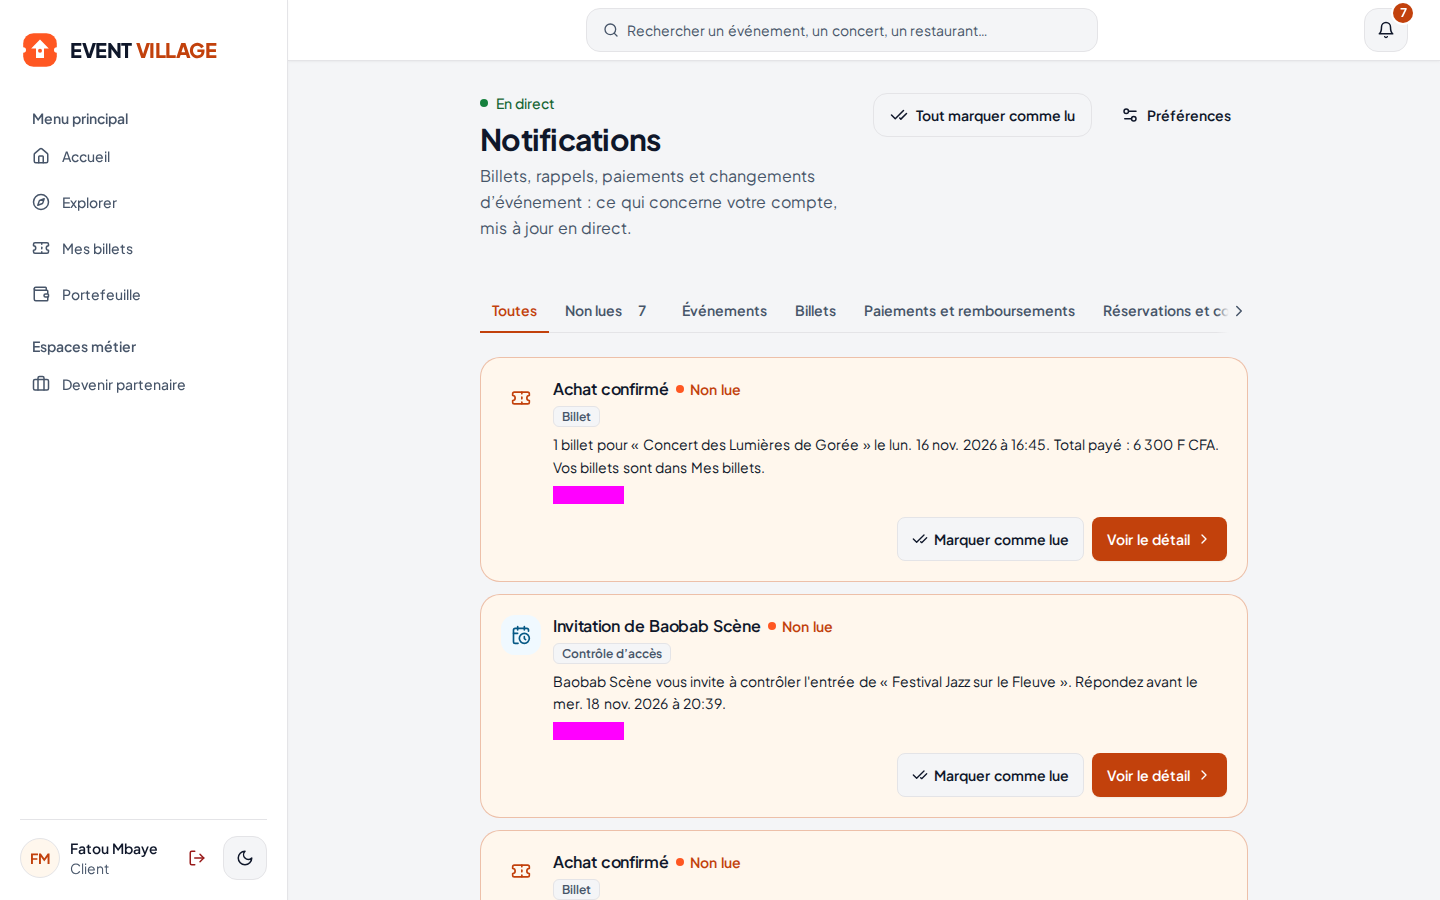 EVENT VILLAGE
Rechercher un événement, un concert, un restaurant...
7
Menu principal
Accueil
Explorer
Mes billets
Portefeuille
Espaces métier
Devenir partenaire
FM
Fatou Mbaye
Client
En direct
Notifications
Billets, rappels, paiements et changements
d’événement : ce qui concerne votre compte,
mis à jour en direct.
Tout marquer comme lu
Préférences
Toutes
Non lues 7
Événements
Billets
Paiements et remboursements
Réservations et
Achat confirmé
Non lue
Billet
1 billet pour « Concert des Lumières de Gorée » le lun. 16 nov. 2026 à 16:45. Total payé : 6 300 F CFA.
Vos billets sont dans Mes billets.
Marquer comme lue
Voir le détail
Invitation de Baobab Scène
Non lue
Contrôle d’accès
Baobab Scène vous invite à contrôler l'entrée de « Festival Jazz sur le Fleuve ». Répondez avant le
mer. 18 nov. 2026 à 20:39.
Marquer comme lue
Voir le détail
Achat confirmé
Non lue
Billet